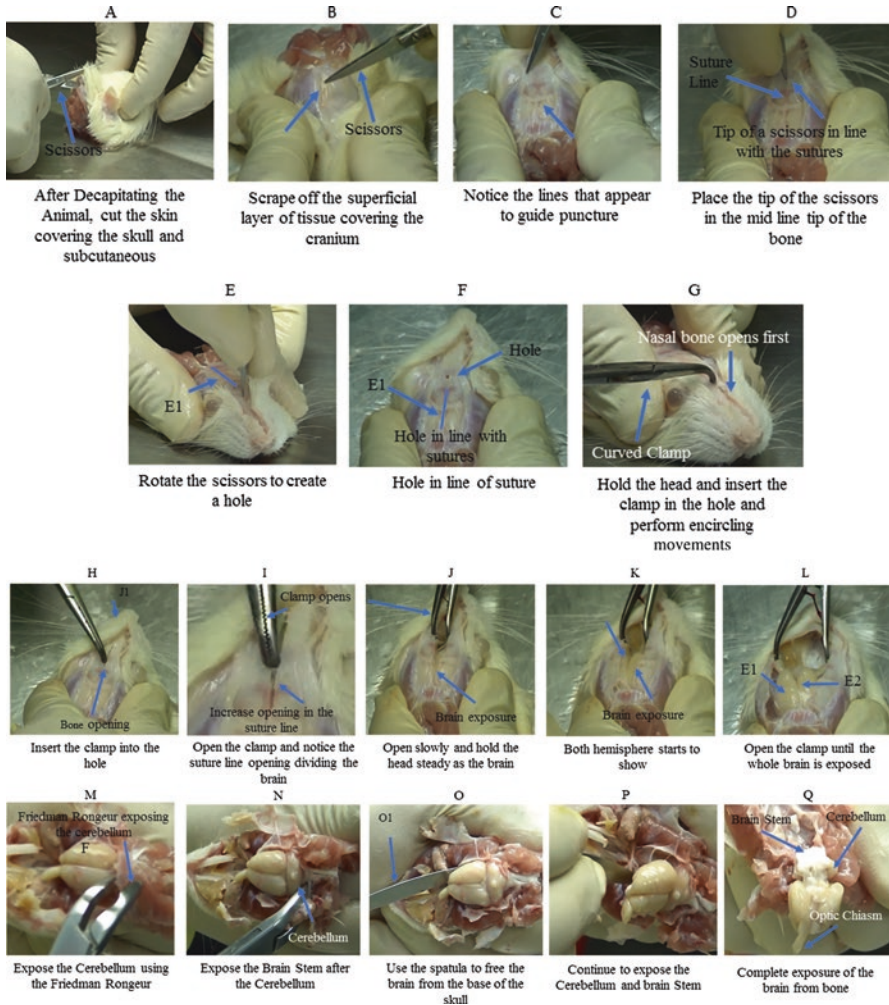 A
B
C
D
Scissors
Scissors
Suture
Line
Tip of a scissors in line
with the sutures
After Decapitating the
Animal, cut the skin
covering the skull and
subcutaneous
Scrape off the superficial
layer of tissue covering the
cranium
Notice the lines that appear
to guide puncture
Place the tip of the scissors
in the mid line tip of the
bone
E
F
G
E1
Hole
E1
Hole in line with
sutures
Nasal bone opens first
Curved Clamp
Rotate the scissors to create
a hole
Hole in line of suture
Hold the head and insert the
clamp in the hole and
perform encircling
movements
H
I
J
K
L
J1
Bone opening
Clamp opens
Increase opening in the
suture line
Brain exposure
Brain exposure
E1
E2
Insert the clamp into the
hole
Open the clamp and notice the
suture line opening dividing the
brain
Open slowly and hold the
head steady as the brain
Both hemisphere starts to
show
Open the clamp until the
whole brain is exposed
M
N
O
P
Q
Friedman Rongeur exposing
the cerebellum
F
Cerebellum
O1
Brain Stem
Cerebellum
Optic Chiasm
Expose the Cerebellum using
the Friedman Rongeur
Expose the Brain Stem after
the Cerebellum
Use the spatula to free the
brain from the base of the
skull
Continue to expose the
Cerebellum and brain Stem
Complete exposure of the
brain from bone